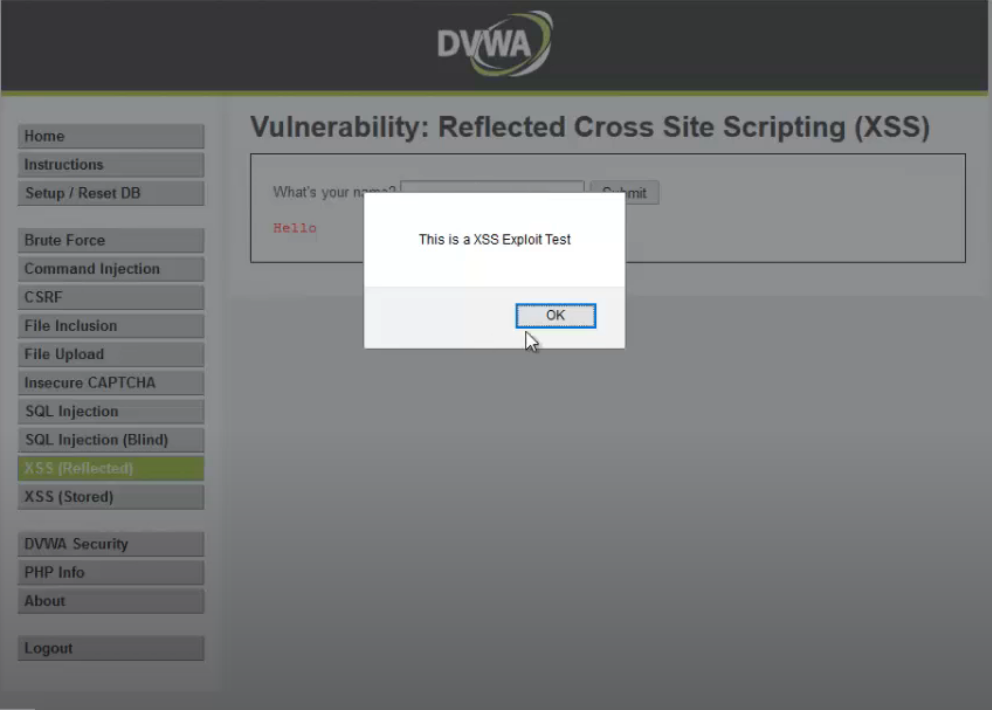 DVWA
Home
Instructions
Setup / Reset DB
Brute Force
Command Injection
CSRF
File Inclusion
File Upload
Insecure CAPTCHA
SQL Injection
SQL Injection (Blind)
XSS (Reflected)
XSS (Stored)
DVWA Security
PHP Info
About
Logout
Vulnerability: Reflected Cross Site Scripting (XSS)
What's your name? Submit
Hello
This is a XSS Exploit Test
OK